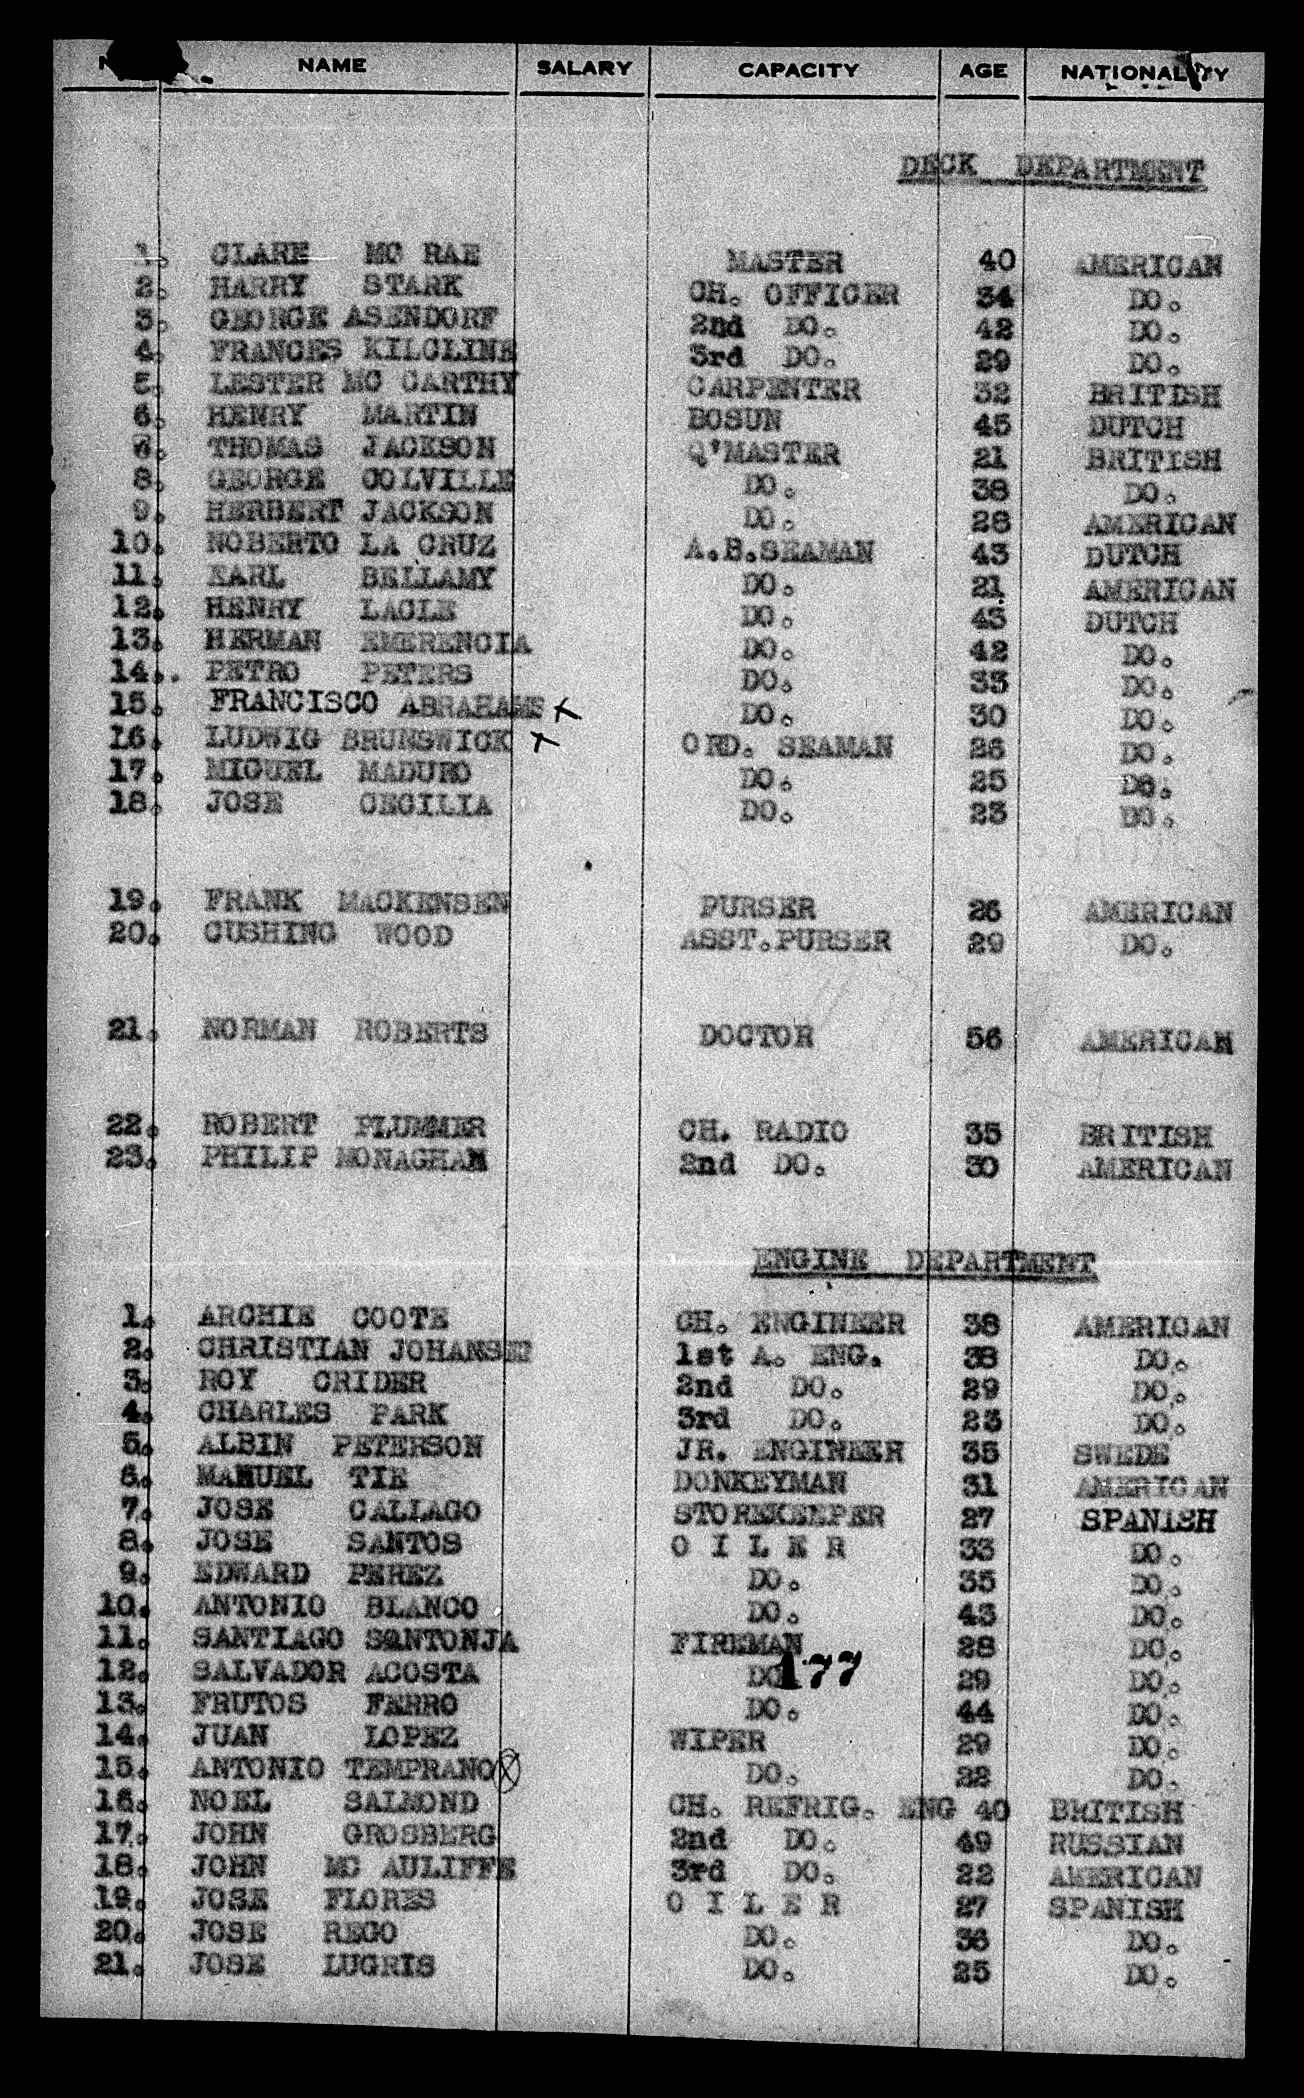 NAME SALARY CAPACITY AGE NATIONALITY
DECK DEPARTMENT
1. CLARE MC RAE MASTER 40 AMERICAN
2. HARRY STARK CH. OFFICER 34 DO.
3. GEORGE ASENDORF 2nd DO. 42 DO.
4. FRANCES KILCLINE 3rd DO. 29 DO.
5. LESTER MC CARTHY CARPENTER 32 BRITISH
6. HENRY MARTIN BOSUN 45 DUTCH
7. THOMAS JACKSON Q'MASTER 21 BRITISH
8. GEORGE COLVILLE DO. 38 DO.
9. HERBERT JACKSON DO. 28 AMERICAN
10. NOBERTO LA CRUZ A.B.SEAMAN 43 DUTCH
11. EARL BELLAMY DO. 21 AMERICAN
12. HENRY LACLE DO. 43 DUTCH
13. HERMAN EMERENCIA DO. 42 DO.
14.. PETRO PETERS DO. 33 DO.
15. FRANCISCO ABRAHAMS x DO. 30 DO.
16. LUDWIG BRUNSWICK x ORD. SEAMAN 26 DO.
17. MIGUEL MADURO DO. 25 DO.
18. JOSE CECILIA DO. 23 DO.
19. FRANK MACKENSEN PURSER 26 AMERICAN
20. CUSHING WOOD ASST.PURSER 29 DO.
21. NORMAN ROBERTS DOCTOR 56 AMERICAN
22. ROBERT PLUMMER CH. RADIO 35 BRITISH
23. PHILIP MONAGHAN 2nd DO. 30 AMERICAN
ENGINE DEPARTMENT
1. ARCHIE COOTE CH. ENGINEER 38 AMERICAN
2. CHRISTIAN JOHANSEN 1st A. ENG. 38 DO.
3. ROY CRIDER 2nd DO. 29 DO.
4. CHARLES PARK 3rd DO. 23 DO.
5. ALBIN PETERSON JR. ENGINEER 35 SWEDE
6. MANUEL TIE DONKEYMAN 31 AMERICAN
7. JOSE CALLAGO STOREKEEPER 27 SPANISH
8. JOSE SANTOS O I L E R 33 DO.
9. EDWARD PEREZ DO. 35 DO.
10. ANTONIO BLANCO DO. 43 DO.
11. SANTIAGO SANTONJA FIREMAN 28 DO.
12. SALVADOR ACOSTA DO 177 29 DO.
13. FRUTOS FERRO DO. 44 DO.
14. JUAN LOPEZ WIPER 29 DO.
15. ANTONIO TEMPRANO DO. 32 DO.
16. NOEL SALMOND CH. REFRIG. ENG 40 BRITISH
17. JOHN GROSBERG 2nd DO. 49 RUSSIAN
18. JOHN MC AULIFFE 3rd DO. 22 AMERICAN
19. JOSE FLORES O I L E R 27 SPANISH
20. JOSE REGO DO. 36 DO.
21. JOSE LUGRIS DO. 25 DO.